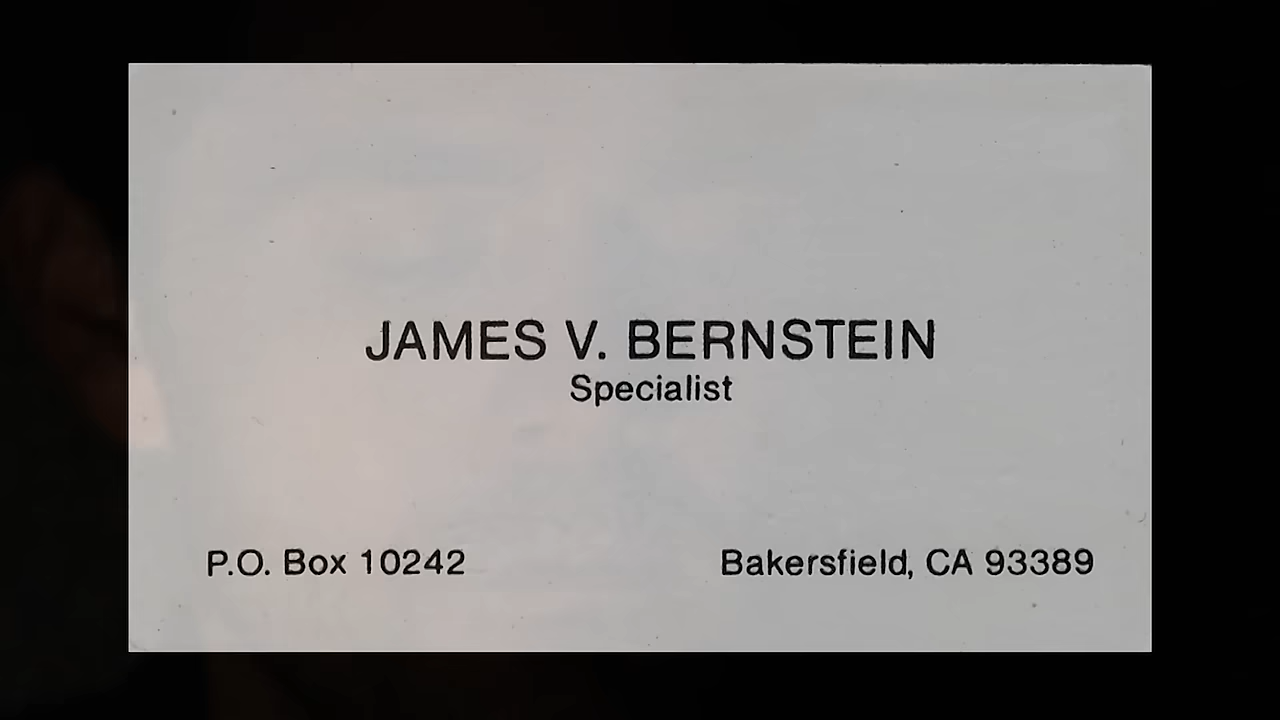 JAMES V. BERNSTEIN
Specialist
P.O. Box 10242
Bakersfield, CA 93389